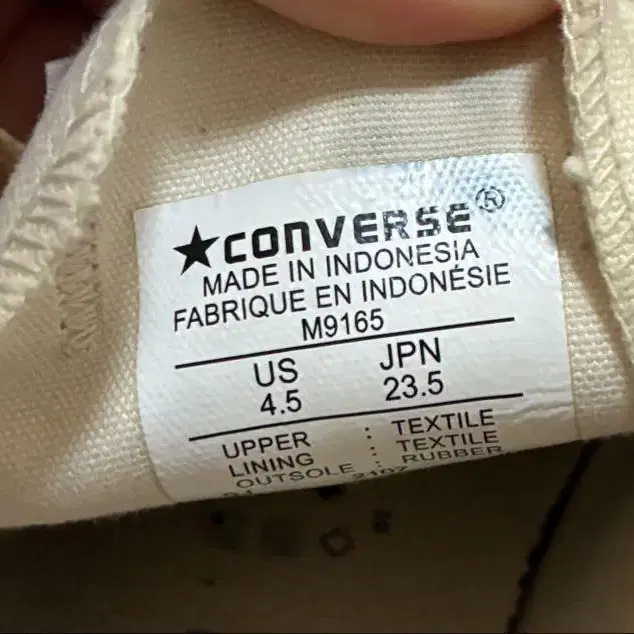 ★CONVERSE®
MADE IN INDONESIA
FABRIQUE EN INDONÉSIE
M9165
US JPN
4.5 23.5
UPPER : TEXTILE
LINING : TEXTILE
OUTSOLE : RUBBER